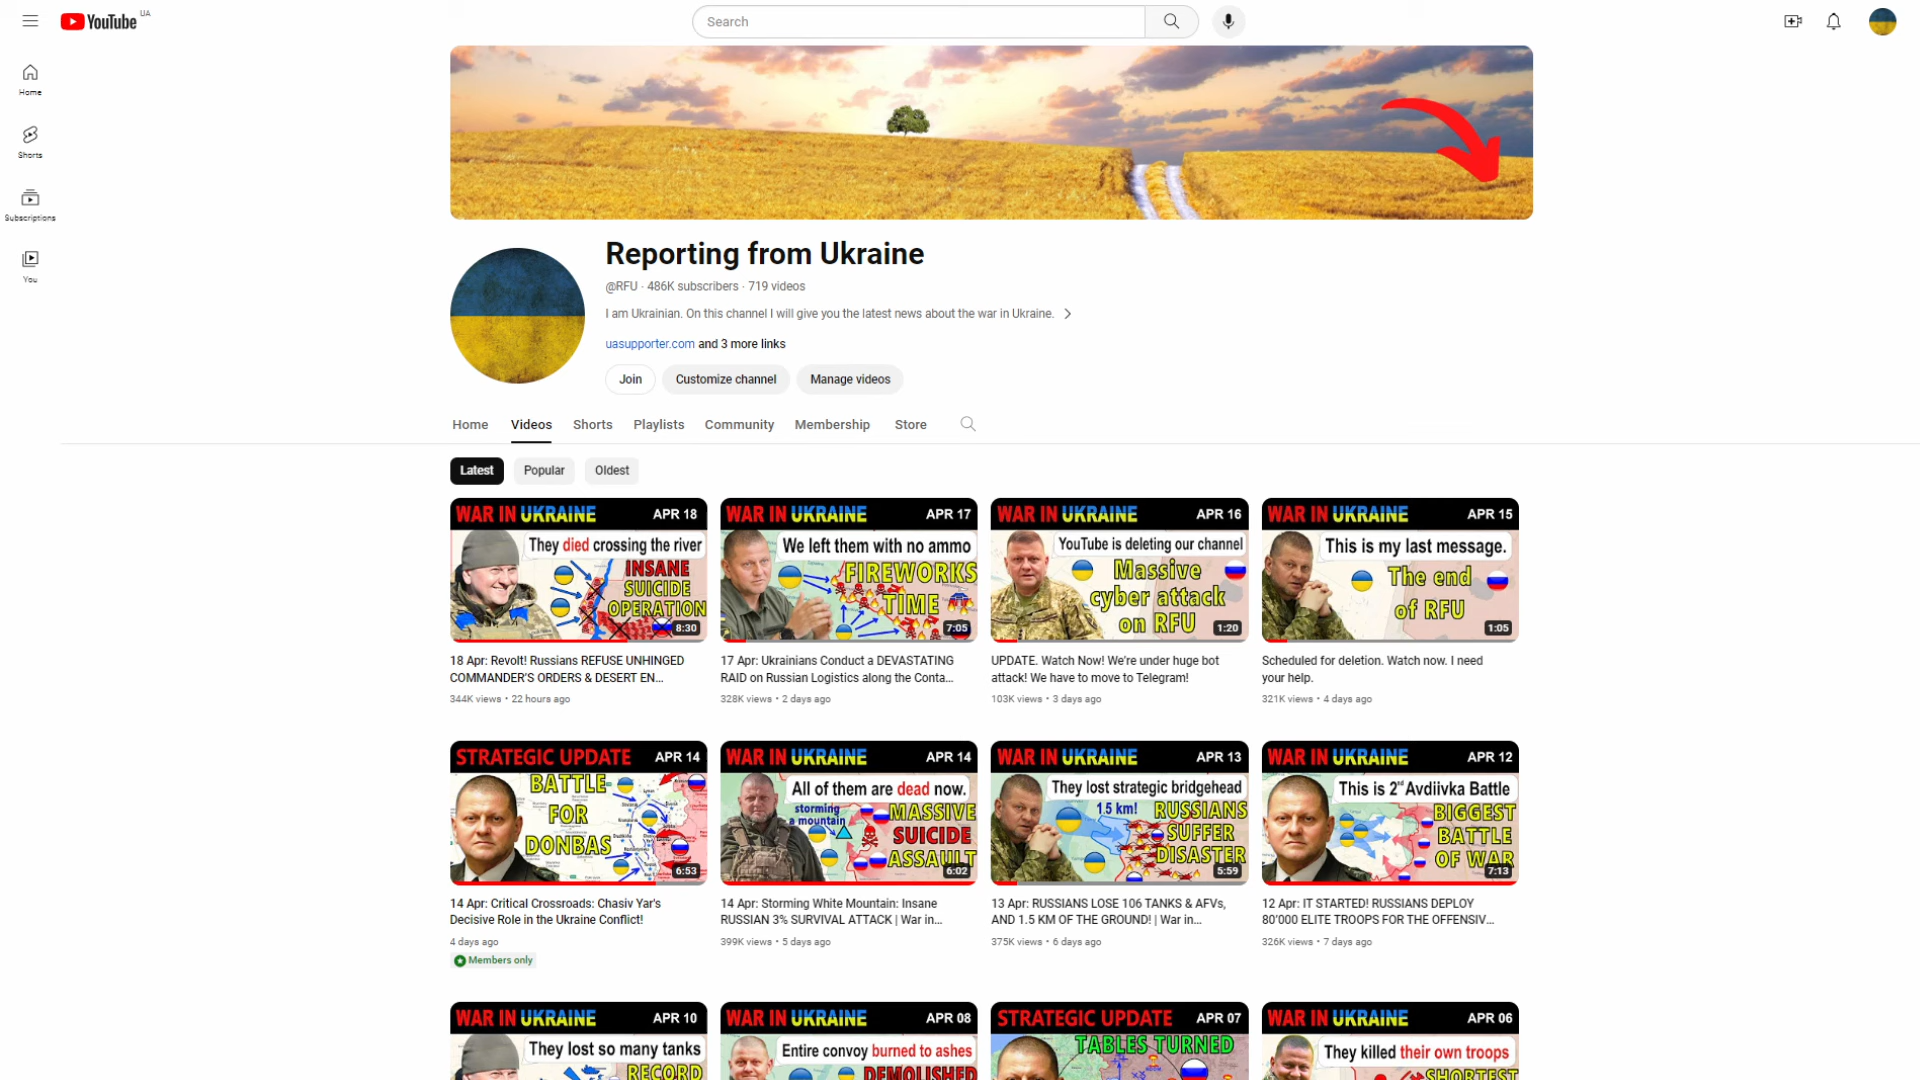 YouTube UA
Search
Home
Shorts
Subscriptions
You
Reporting from Ukraine
@RFU · 486K subscribers · 719 videos
I am Ukrainian. On this channel I will give you the latest news about the war in Ukraine.
uasupporter.com and 3 more links
Join Customize channel Manage videos
Home Videos Shorts Playlists Community Membership Store
Latest Popular Oldest
WAR IN UKRAINE APR 18
They died crossing the river
INSANE
SUICIDE
OPERATION
8:30
18 Apr: Revolt! Russians REFUSE UNHINGED
COMMANDER'S ORDERS & DESERT EN...
344K views • 22 hours ago
WAR IN UKRAINE APR 17
We left them with no ammo
FIREWORKS
TIME
7:05
17 Apr: Ukrainians Conduct a DEVASTATING
RAID on Russian Logistics along the Conta...
328K views • 2 days ago
WAR IN UKRAINE APR 16
YouTube is deleting our channel
Massive
cyber attack
on RFU
1:20
UPDATE. Watch Now! We're under huge bot
attack! We have to move to Telegram!
103K views • 3 days ago
WAR IN UKRAINE APR 15
This is my last message.
The end
of RFU
1:05
Scheduled for deletion. Watch now. I need
your help.
321K views • 4 days ago
STRATEGIC UPDATE APR 14
BATTLE
FOR
DONBAS
6:53
14 Apr: Critical Crossroads: Chasiv Yar's
Decisive Role in the Ukraine Conflict!
4 days ago
Members only
WAR IN UKRAINE APR 14
All of them are dead now.
storming
a mountain
MASSIVE
SUICIDE
ASSAULT
6:02
14 Apr: Storming White Mountain: Insane
RUSSIAN 3% SURVIVAL ATTACK | War in...
399K views • 5 days ago
WAR IN UKRAINE APR 13
They lost strategic bridgehead
1.5 km!
RUSSIANS
SUFFER
DISASTER
5:59
13 Apr: RUSSIANS LOSE 106 TANKS & AFVs,
AND 1.5 KM OF THE GROUND! | War in...
375K views • 6 days ago
WAR IN UKRAINE APR 12
This is 2nd Avdiivka Battle
BIGGEST
BATTLE
OF WAR
7:13
12 Apr: IT STARTED! RUSSIANS DEPLOY
80'000 ELITE TROOPS FOR THE OFFENSIV...
326K views • 7 days ago
WAR IN UKRAINE APR 10
They lost so many tanks
RECORD
WAR IN UKRAINE APR 08
Entire convoy burned to ashes
DEMOLISHED
STRATEGIC UPDATE APR 07
TABLES TURNED
WAR IN UKRAINE APR 06
They killed their own troops
SHORTEST